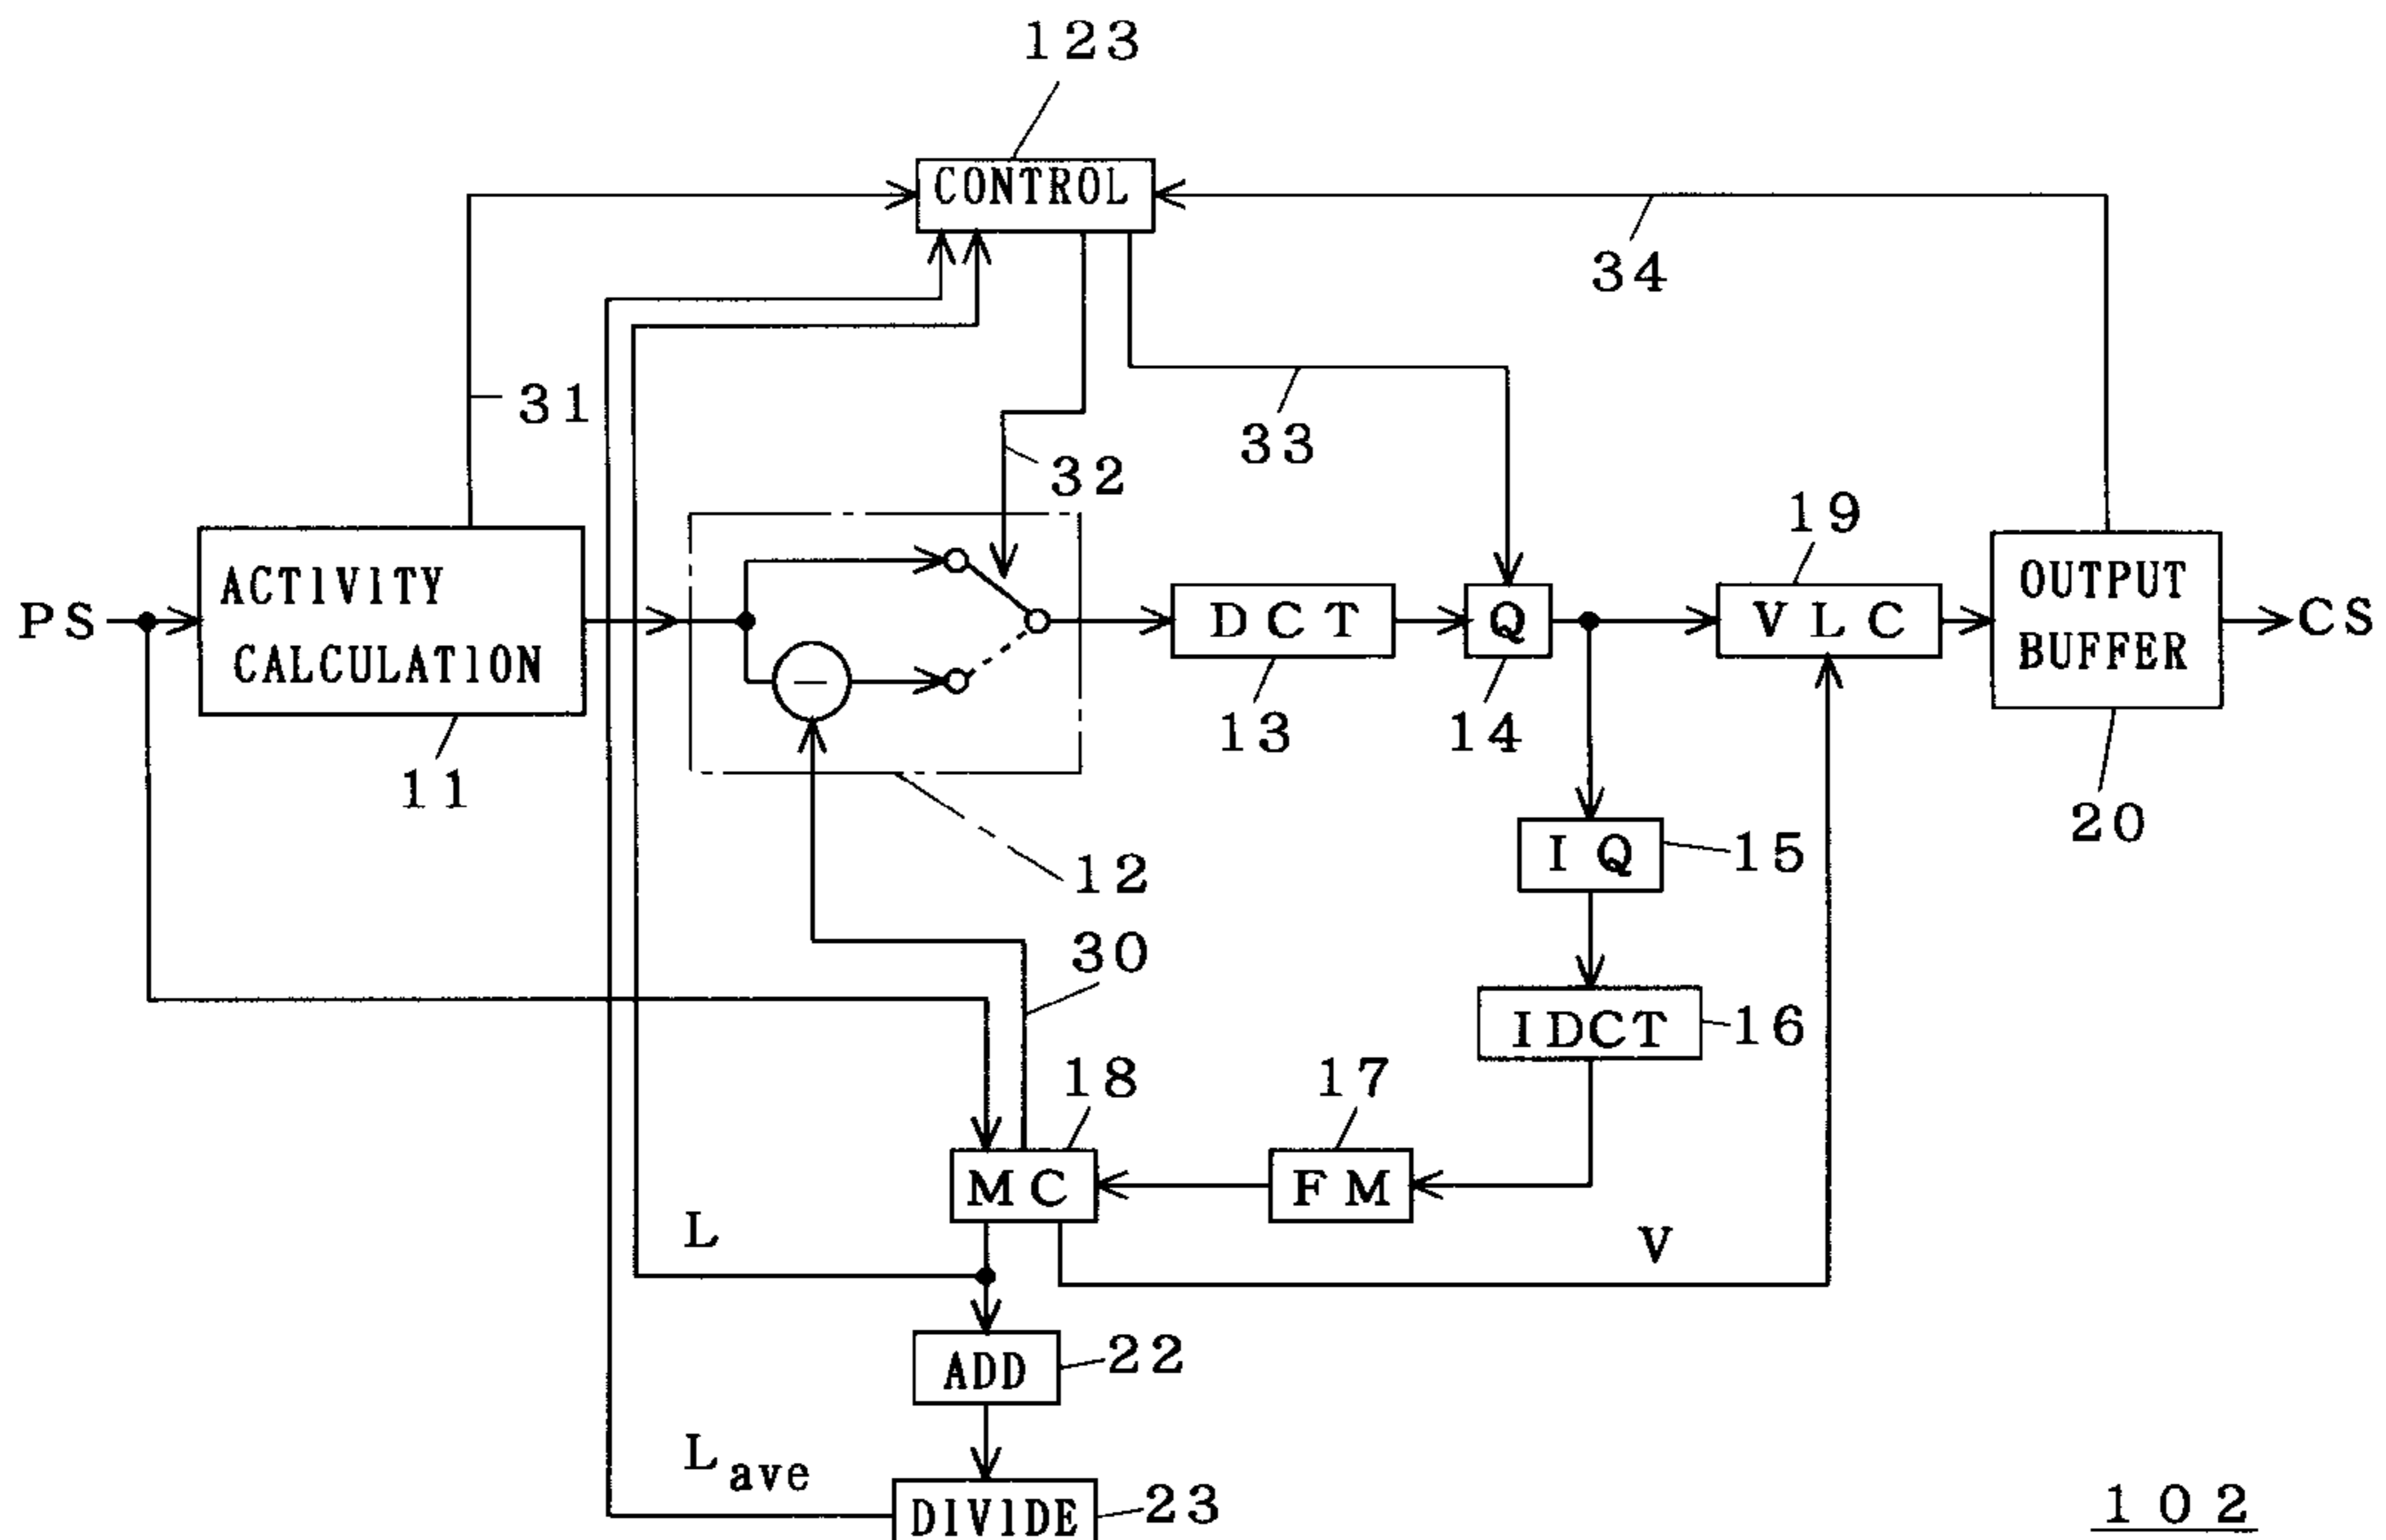 123
CONTROL
34
31
33
32
19
ACTIVITY
CALCULATION
OUTPUT
BUFFER
PS
DCT
Q
VLC
CS
13
14
11
20
12
IQ
15
30
IDCT
16
18
17
MC
FM
L
V
ADD
22
Lave
DIVIDE
23
102